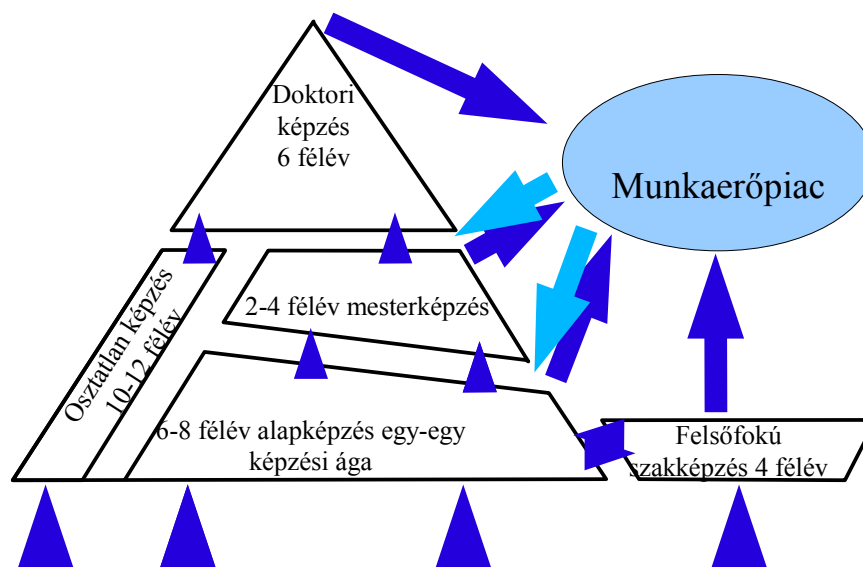 Doktori
képzés
6 félév
Munkaerőpiac
Osztatlan képzés
10-12 félév
2-4 félév mesterképzés
6-8 félév alapképzés egy-egy
képzési ága
Felsőfokú
szakképzés 4 félév